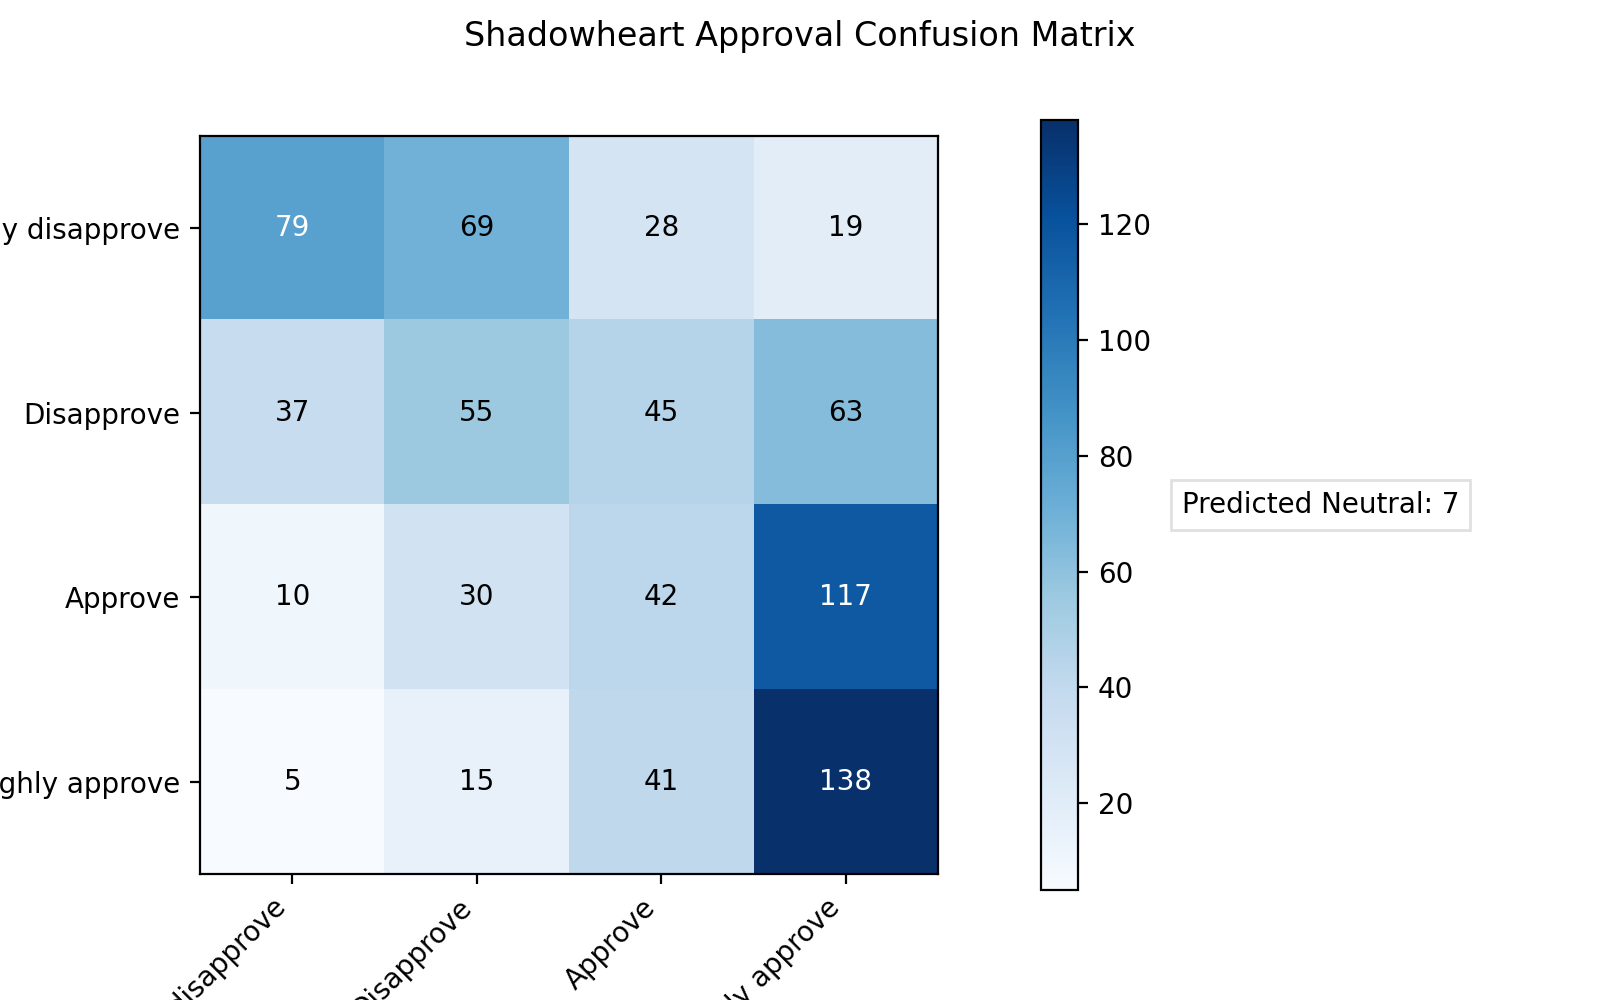 Shadowheart Approval Confusion Matrix
y disapprove 79 69 28 19
Disapprove 37 55 45 63
Approve 10 30 42 117
ghly approve 5 15 41 138
disapprove Disapprove Approve ly approve
120
100
80
60
40
20
Predicted Neutral: 7